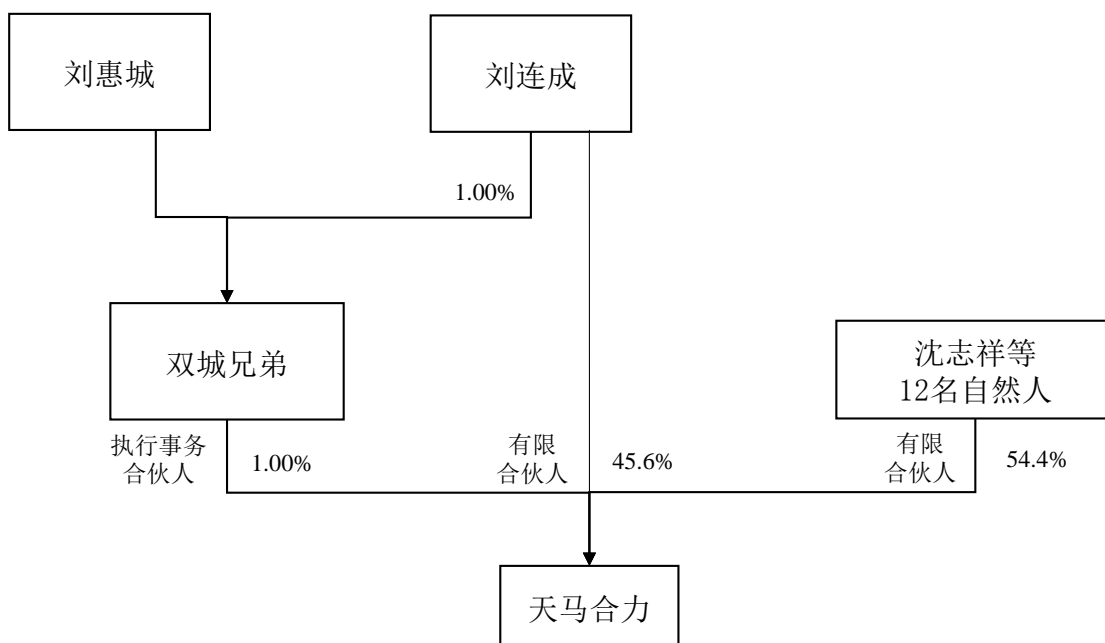 刘惠城
刘连成
1.00%
双城兄弟
沈志祥等
12名自然人
执行事务
合伙人
1.00%
有限
合伙人
45.6%
有限
合伙人
54.4%
天马合力